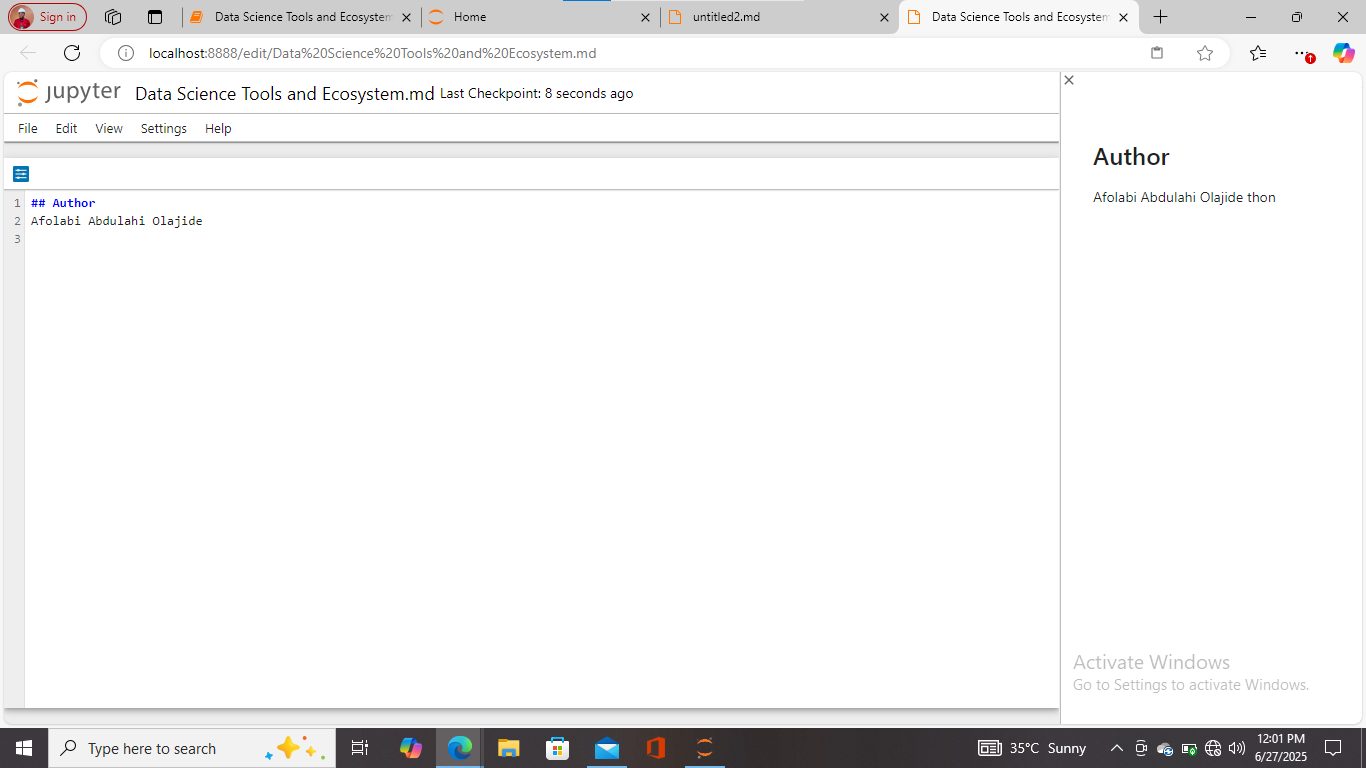 Sign in
Data Science Tools and Ecosystem
Home
untitled2.md
Data Science Tools and Ecosystem
localhost:8888/edit/Data%20Science%20Tools%20and%20Ecosystem.md
jupyter Data Science Tools and Ecosystem.md Last Checkpoint: 8 seconds ago
File Edit View Settings Help
1 ## Author
2 Afolabi Abdulahi Olajide
3
Author
Afolabi Abdulahi Olajide thon
Activate Windows
Go to Settings to activate Windows.
Type here to search
35°C Sunny
12:01 PM
6/27/2025